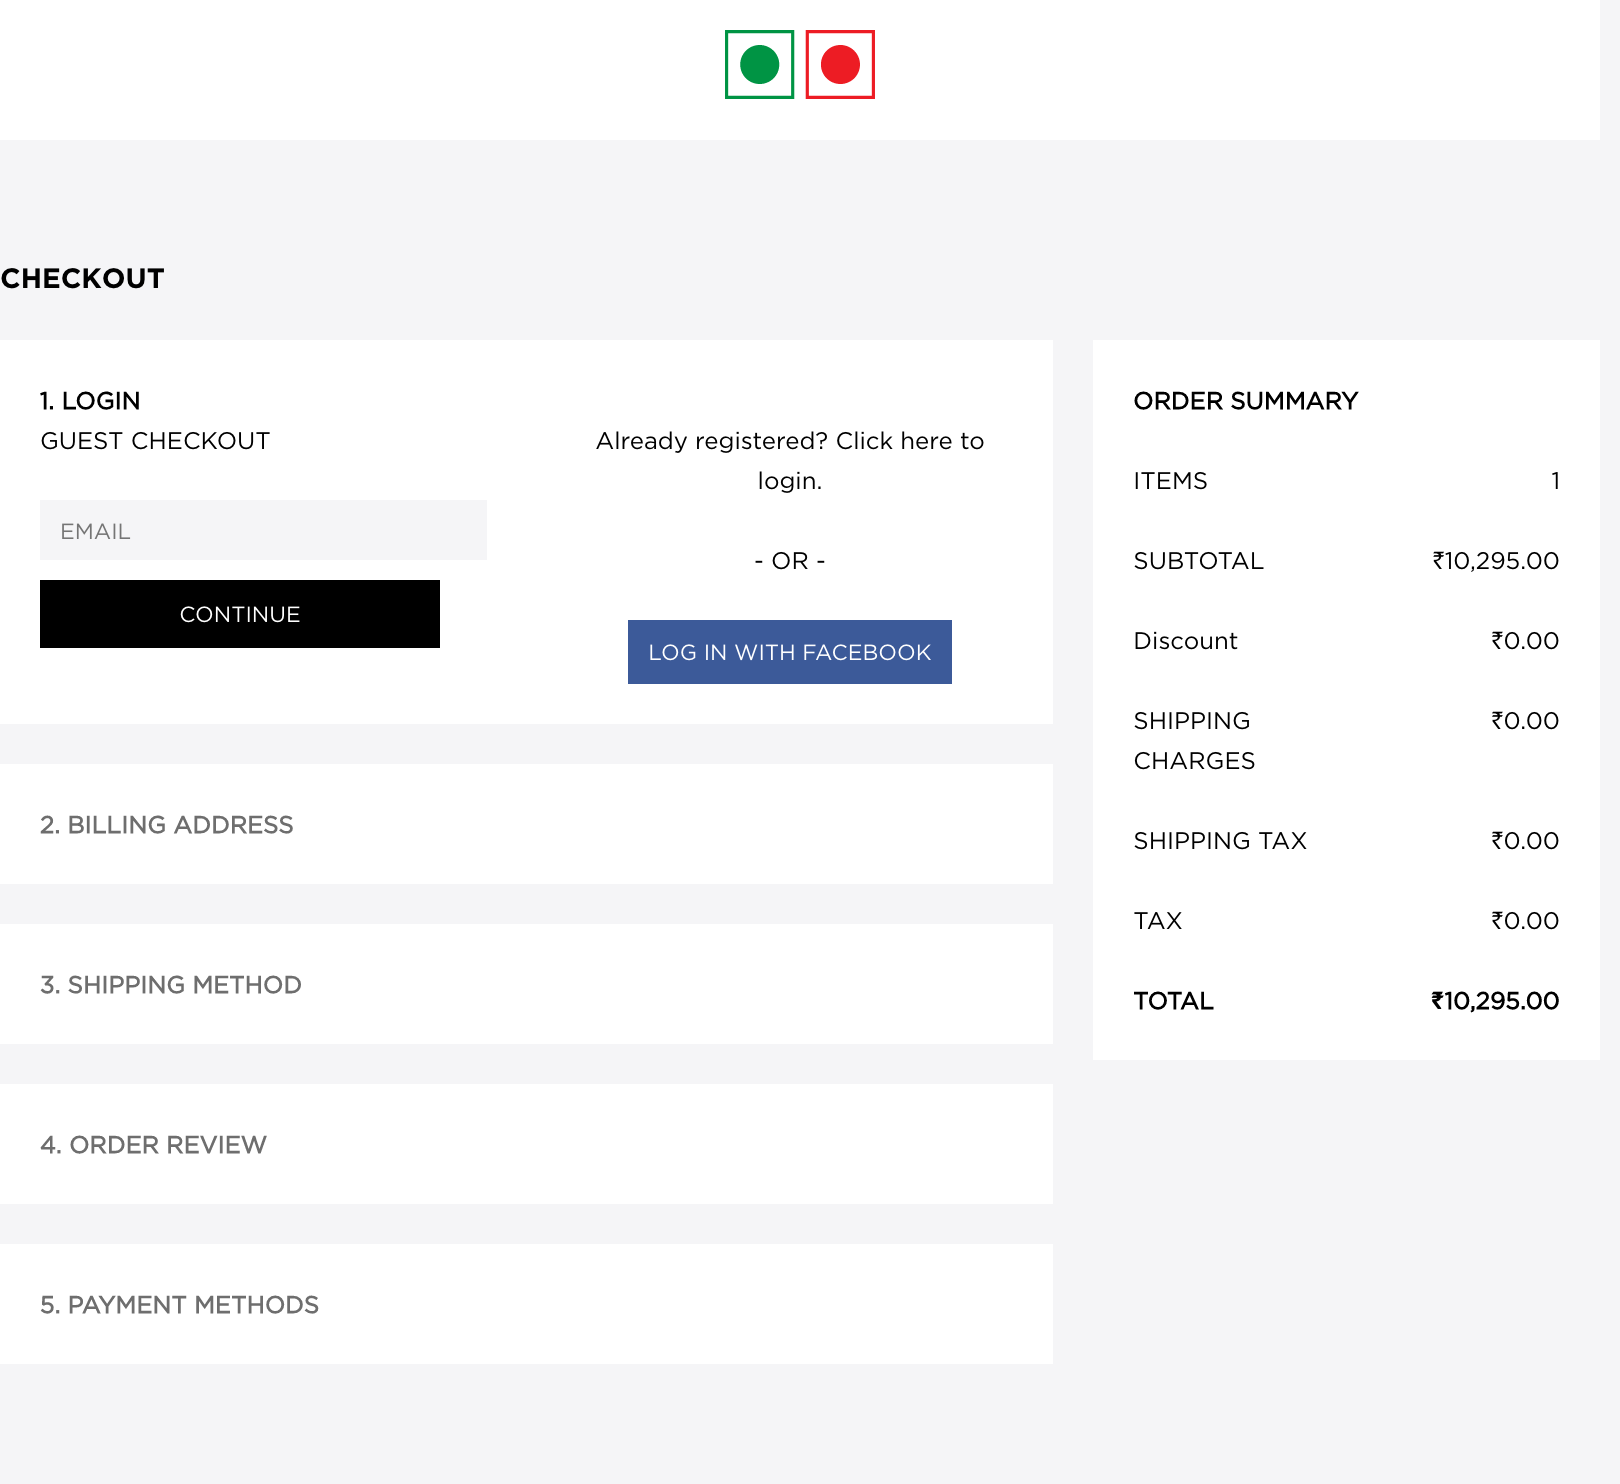 CHECKOUT
1. LOGIN
GUEST CHECKOUT
EMAIL
CONTINUE
Already registered? Click here to
login.
- OR -
LOG IN WITH FACEBOOK
2. BILLING ADDRESS
3. SHIPPING METHOD
4. ORDER REVIEW
5. PAYMENT METHODS
ORDER SUMMARY
ITEMS 1
SUBTOTAL ₹10,295.00
Discount ₹0.00
SHIPPING ₹0.00
CHARGES
SHIPPING TAX ₹0.00
TAX ₹0.00
TOTAL ₹10,295.00